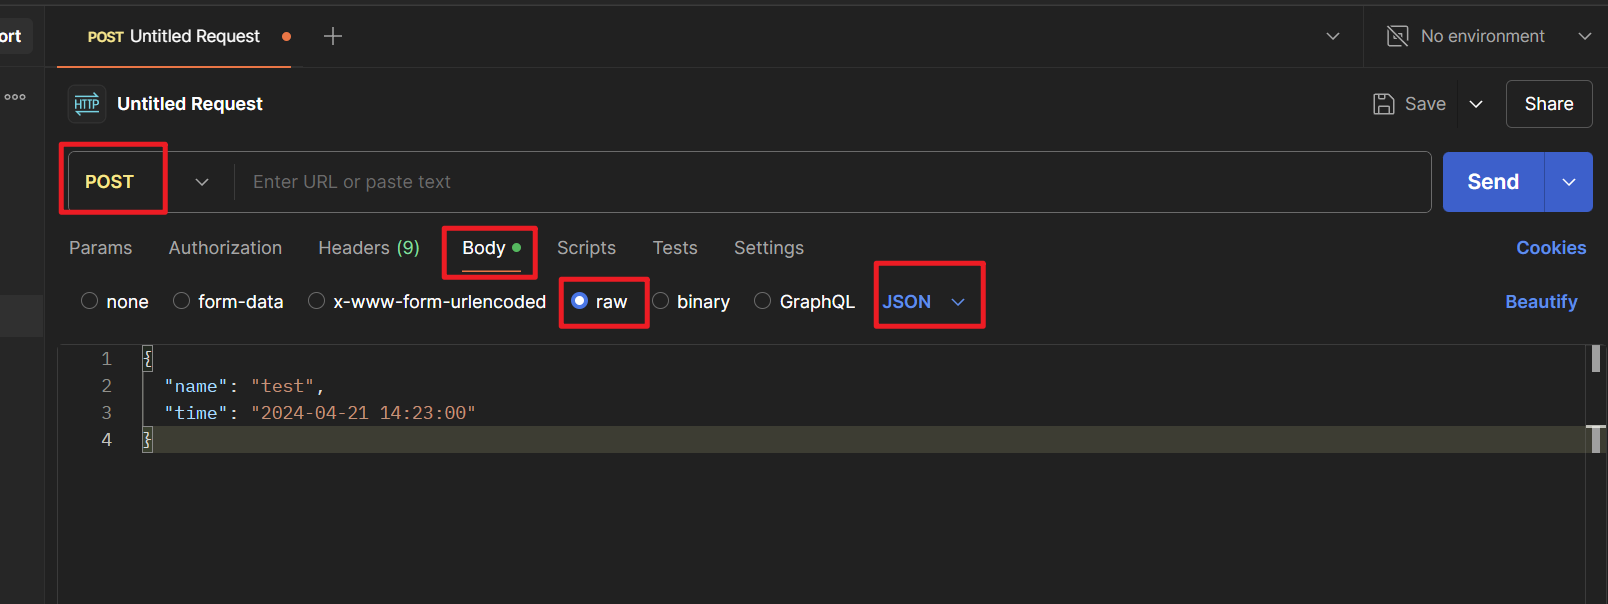 ort
POST Untitled Request
No environment
HTTP Untitled Request
Save
Share
POST
Enter URL or paste text
Send
Params Authorization Headers (9) Body Scripts Tests Settings
Cookies
none form-data x-www-form-urlencoded raw binary GraphQL JSON
Beautify
1 {
2 "name": "test",
3 "time": "2024-04-21 14:23:00"
4 }